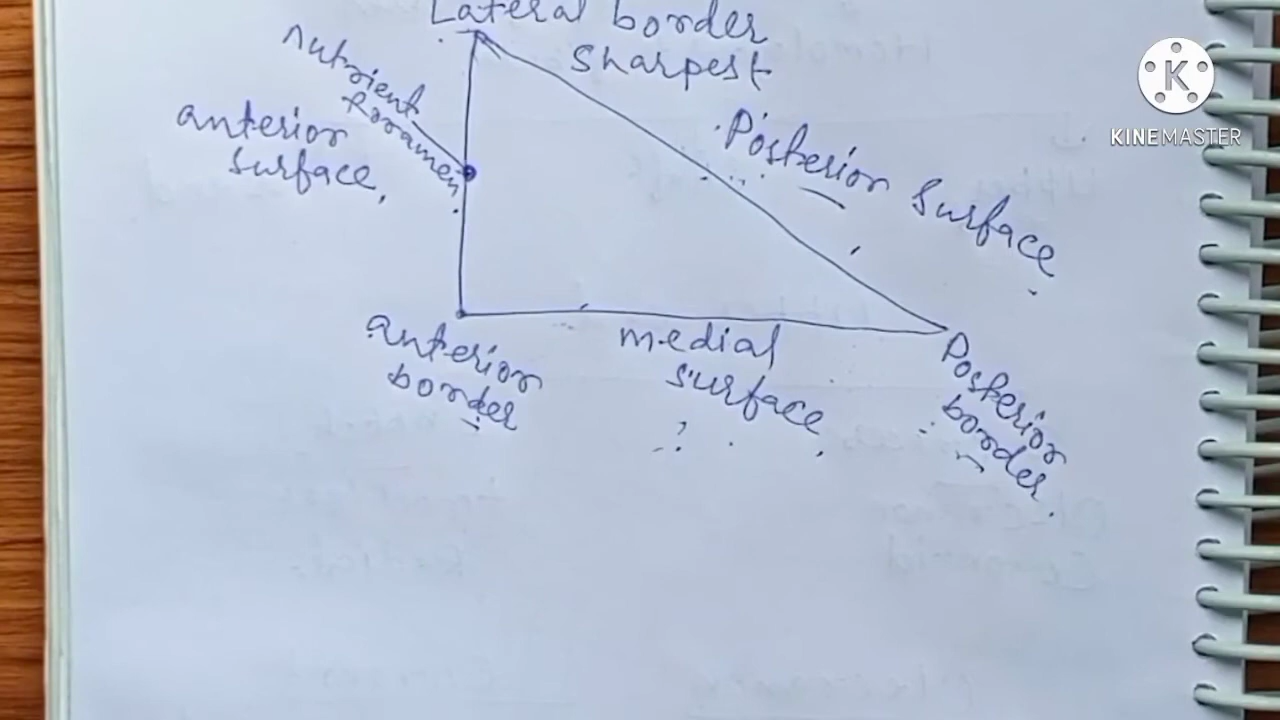 Lateral border
Sharpest
nutrient
foramen
anterior
surface,
Posterior surface
anterior
border
medial
surface
Posterior
border.
K
KINEMASTER